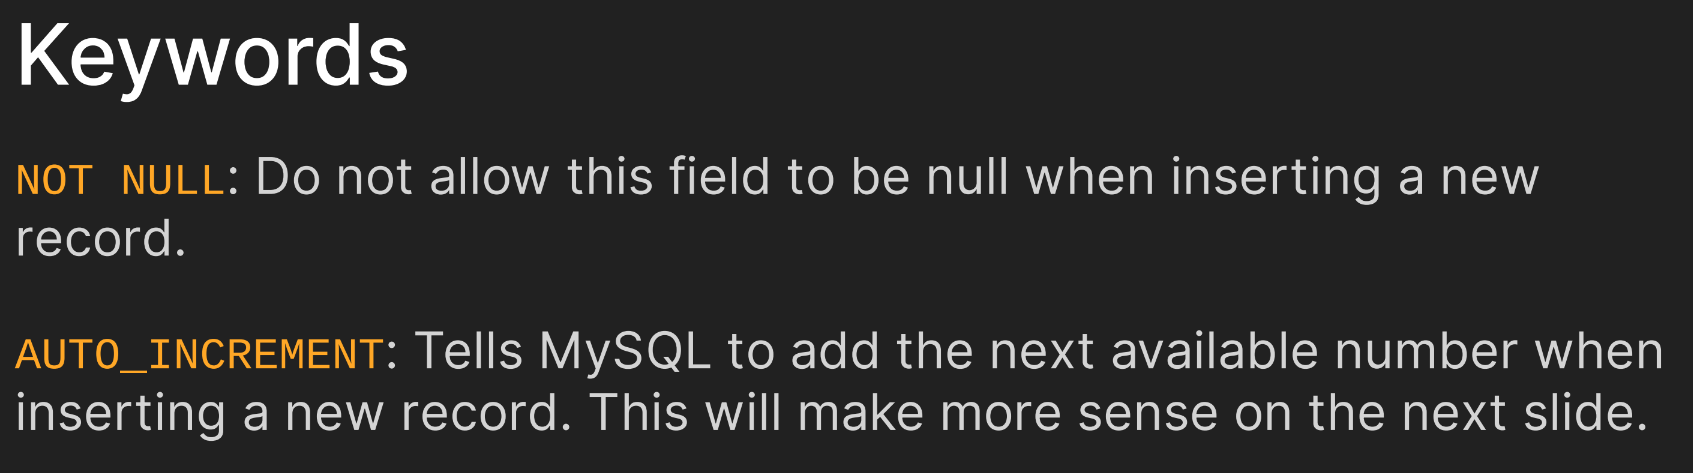 Keywords
NOT NULL: Do not allow this field to be null when inserting a new
record.
AUTO_INCREMENT: Tells MySQL to add the next available number when
inserting a new record. This will make more sense on the next slide.